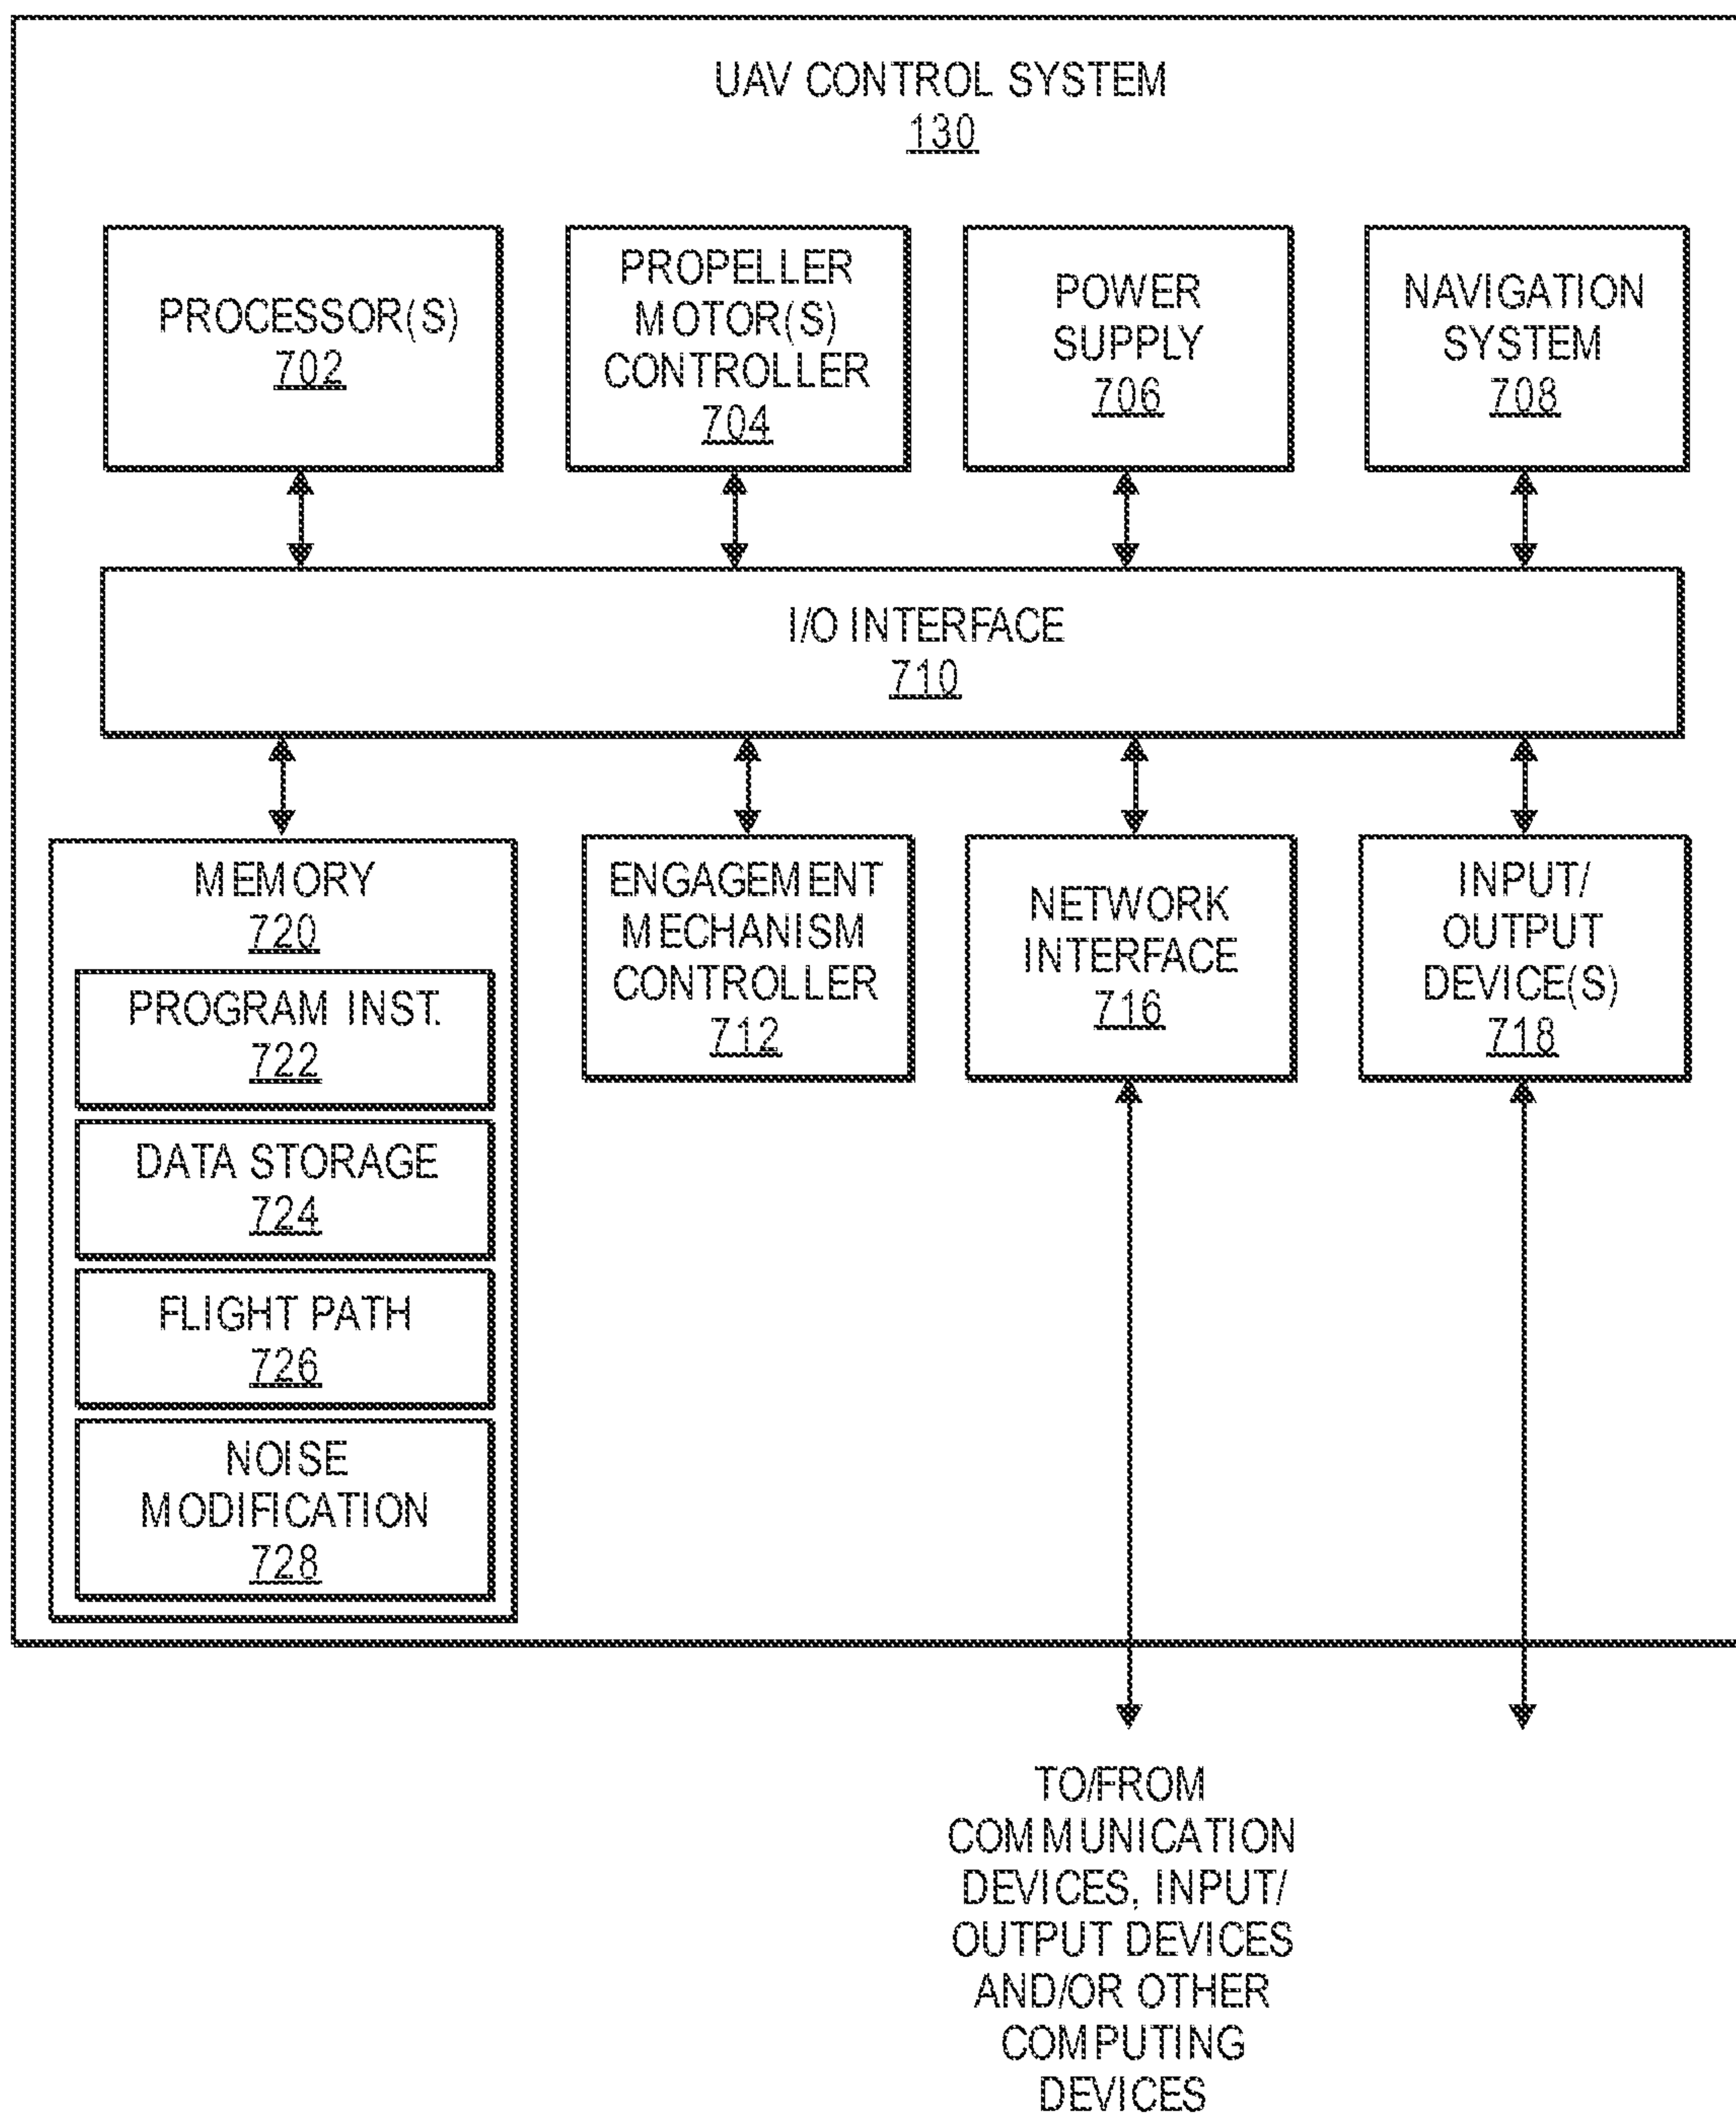 UAV CONTROL SYSTEM
130
PROCESSOR(S)
702
PROPELLER
MOTOR(S)
CONTROLLER
704
POWER
SUPPLY
706
NAVIGATION
SYSTEM
708
I/O INTERFACE
710
MEMORY
720
PROGRAM INST.
722
DATA STORAGE
724
FLIGHT PATH
726
NOISE
MODIFICATION
728
ENGAGEMENT
MECHANISM
CONTROLLER
712
NETWORK
INTERFACE
716
INPUT/
OUTPUT
DEVICE(S)
718
TO/FROM
COMMUNICATION
DEVICES, INPUT/
OUTPUT DEVICES
AND/OR OTHER
COMPUTING
DEVICES